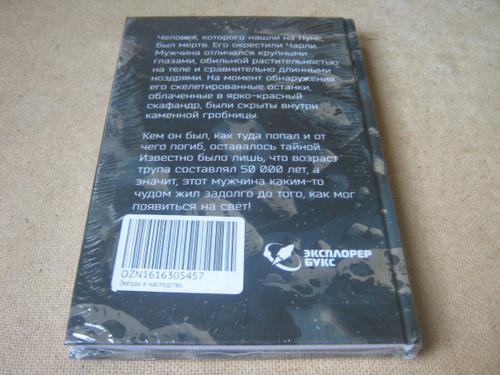 Человек, которого нашли на Луне,
был мертв. Его окрестили Чарли.
Мужчина отличался крупными
глазами, обильной растительностью
на теле и сравнительно длинными
ноздрями. На момент обнаружения
его скелетированные останки,
облаченные в ярко-красный
скафандр, были скрыты внутри
каменной гробницы.
Кем он был, как туда попал и от
чего погиб, оставалось тайной.
Известно было лишь, что возраст
трупа составлял 50 000 лет, а
значит, этот мужчина каким-то
чудом жил задолго до того, как мог
появиться на свет!
OZN1616305457
Звёзды в наследство
ЭКСПЛОРЕР
БУКС